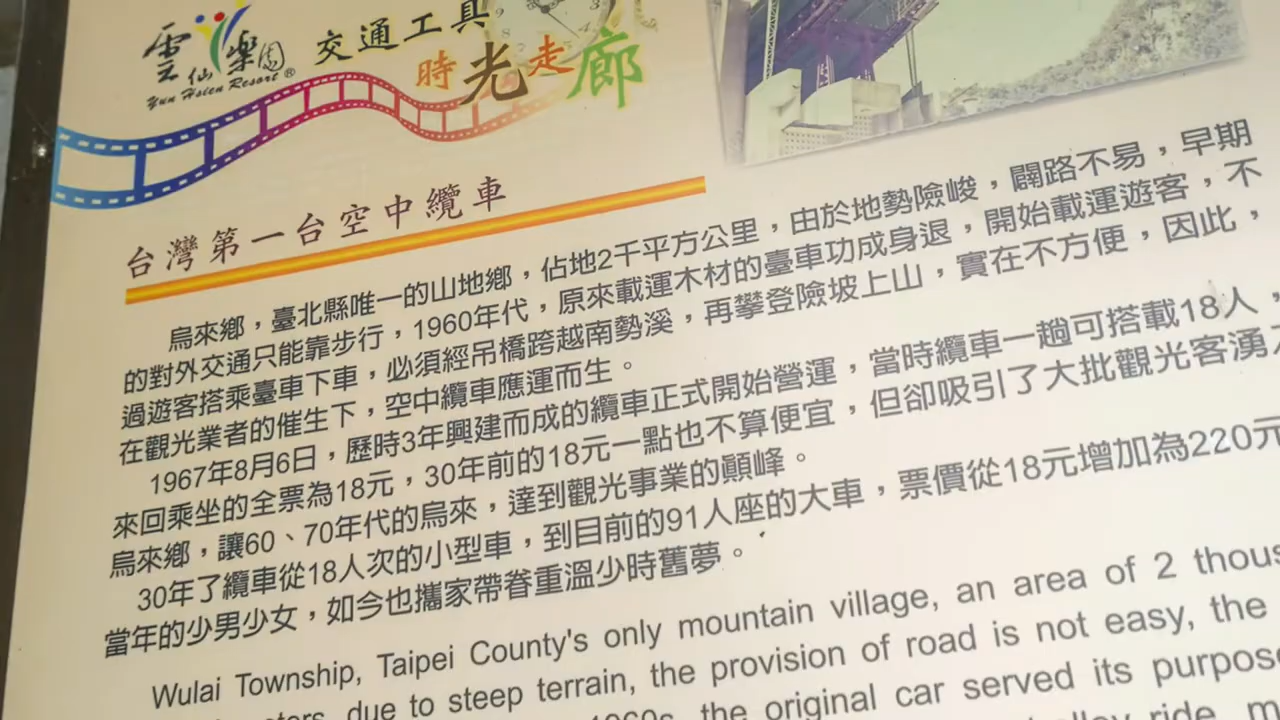 雲仙樂園®
Yun Hsien Resort
交通工具
時光走廊
台灣第一台空中纜車
烏來鄉，臺北縣唯一的山地鄉，佔地2千平方公里，由於地勢險峻，闢路不易，早期
的對外交通只能靠步行，1960年代，原來載運木材的臺車功成身退，開始載運遊客，不
過遊客搭乘臺車下車，必須經吊橋跨越南勢溪，再攀登險坡上山，實在不方便，因此，
在觀光業者的催生下，空中纜車應運而生。
1967年8月6日，歷時3年興建而成的纜車正式開始營運，當時纜車一趟可搭載18人，
來回乘坐的全票為18元，30年前的18元一點也不算便宜，但卻吸引了大批觀光客湧
烏來鄉，讓60、70年代的烏來，達到觀光事業的顛峰。
30年了纜車從18人次的小型車，到目前的91人座的大車，票價從18元增加為220元
當年的少男少女，如今也攜家帶眷重溫少時舊夢。
Wulai Township, Taipei County's only mountain village, an area of 2
due to steep terrain, the provision of road is not easy, the
the original car served its
ride,